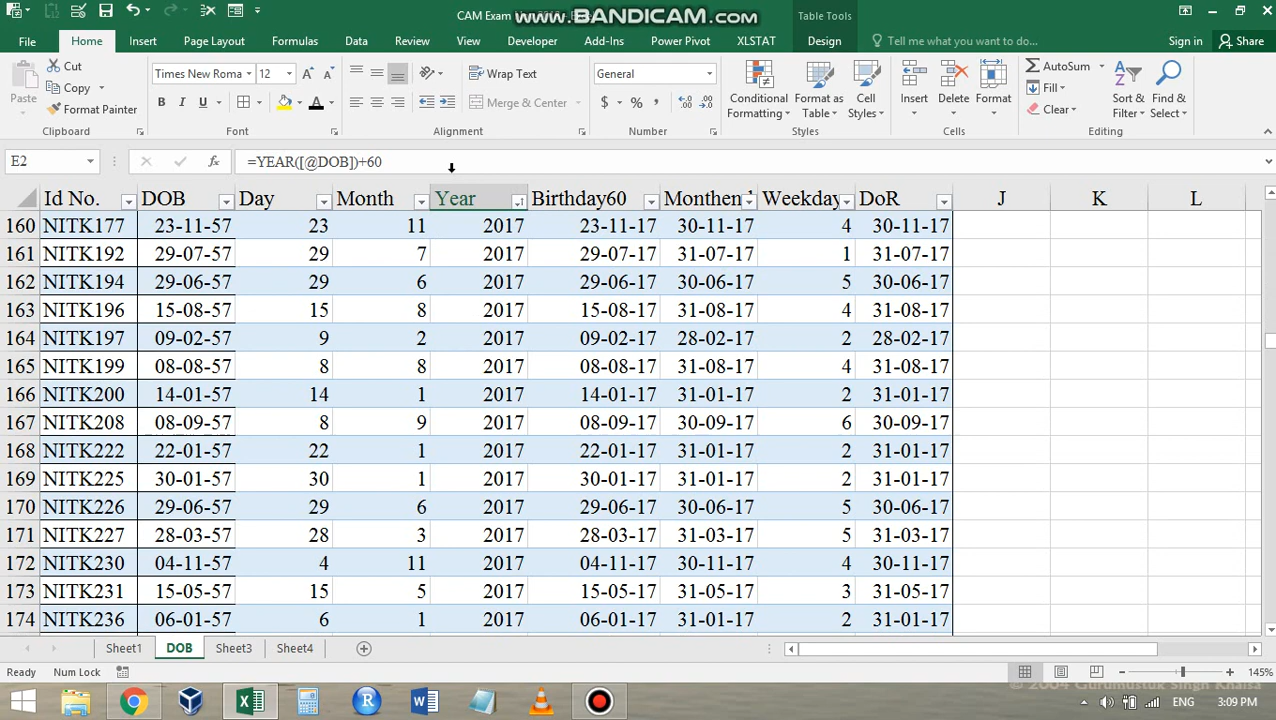 CAM Exam
WWW.BANDICAM.COM
Table Tools
File Home Insert Page Layout Formulas Data Review View Developer Add-Ins Power Pivot XLSTAT Design Tell me what you want to do... Sign in Share
Cut
Copy
Format Painter
Paste
Times New Roma 12
B I U A
Wrap Text
Merge & Center
General
$ % ,
Conditional Formatting
Format as Table
Cell Styles
Insert Delete Format
AutoSum
Fill
Clear
Sort & Filter
Find & Select
Clipboard Font Alignment Number Styles Cells Editing
E2 fx =YEAR([@DOB])+60
Id No. DOB Day Month Year Birthday60 Monthen Weekday DoR J K L
160 NITK177 23-11-57 23 11 2017 23-11-17 30-11-17 4 30-11-17
161 NITK192 29-07-57 29 7 2017 29-07-17 31-07-17 1 31-07-17
162 NITK194 29-06-57 29 6 2017 29-06-17 30-06-17 5 30-06-17
163 NITK196 15-08-57 15 8 2017 15-08-17 31-08-17 4 31-08-17
164 NITK197 09-02-57 9 2 2017 09-02-17 28-02-17 2 28-02-17
165 NITK199 08-08-57 8 8 2017 08-08-17 31-08-17 4 31-08-17
166 NITK200 14-01-57 14 1 2017 14-01-17 31-01-17 2 31-01-17
167 NITK208 08-09-57 8 9 2017 08-09-17 30-09-17 6 30-09-17
168 NITK222 22-01-57 22 1 2017 22-01-17 31-01-17 2 31-01-17
169 NITK225 30-01-57 30 1 2017 30-01-17 31-01-17 2 31-01-17
170 NITK226 29-06-57 29 6 2017 29-06-17 30-06-17 5 30-06-17
171 NITK227 28-03-57 28 3 2017 28-03-17 31-03-17 5 31-03-17
172 NITK230 04-11-57 4 11 2017 04-11-17 30-11-17 4 30-11-17
173 NITK231 15-05-57 15 5 2017 15-05-17 31-05-17 3 31-05-17
174 NITK236 06-01-57 6 1 2017 06-01-17 31-01-17 2 31-01-17
Sheet1 DOB Sheet3 Sheet4
Ready Num Lock 145%
© 2004 Gurumustuk Singh Khalsa
ENG 3:09 PM